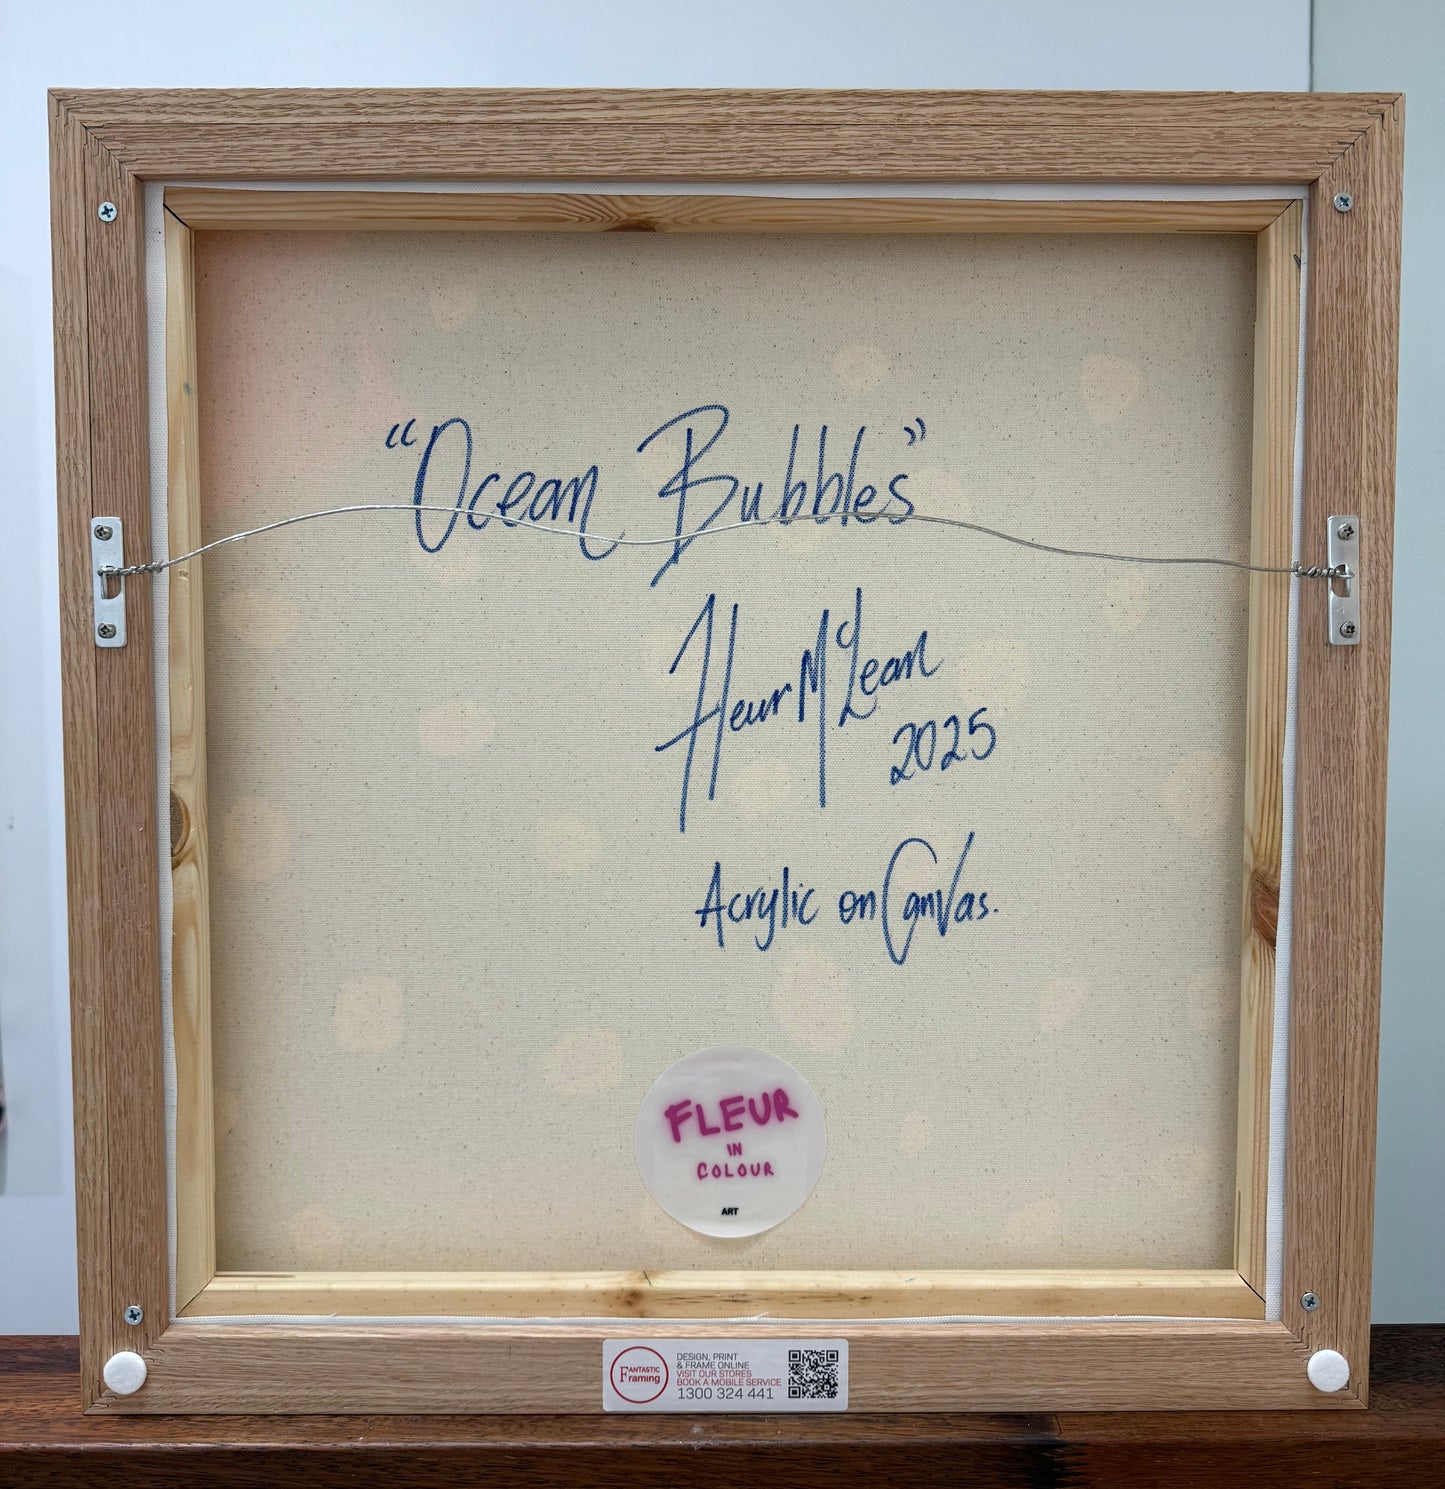 “Ocean Bubbles”
Fleur McLean
2025
Acrylic on Canvas.
FLEUR
IN
COLOUR
ART
FANTASTIC
Framing
DESIGN, PRINT
& FRAME ONLINE
VISIT OUR STORES
BOOK A MOBILE SERVICE
1300 324 441